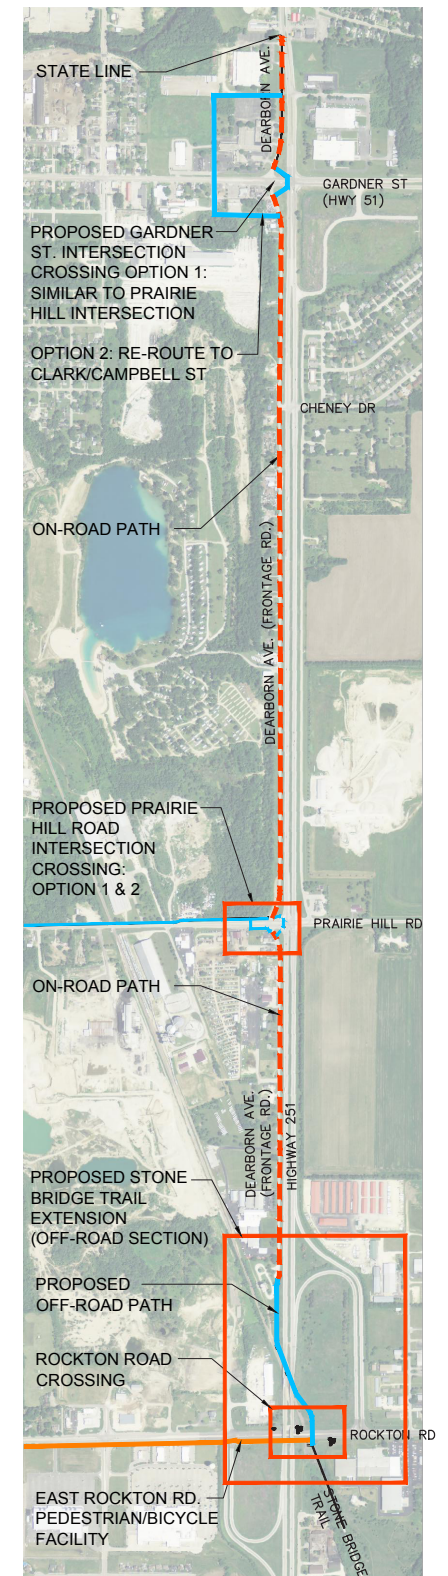 STATE LINE
DEARBORN AVE.
GARDNER ST
(HWY 51)
PROPOSED GARDNER
ST. INTERSECTION
CROSSING OPTION 1:
SIMILAR TO PRAIRIE
HILL INTERSECTION
OPTION 2: RE-ROUTE TO
CLARK/CAMPBELL ST
CHENEY DR
ON-ROAD PATH
DEARBORN AVE. (FRONTAGE RD.)
PROPOSED PRAIRIE
HILL ROAD
INTERSECTION
CROSSING:
OPTION 1 & 2
PRAIRIE HILL RD
ON-ROAD PATH
DEARBORN AVE.
(FRONTAGE RD.)
HIGHWAY 251
PROPOSED STONE
BRIDGE TRAIL
EXTENSION
(OFF-ROAD SECTION)
PROPOSED
OFF-ROAD PATH
ROCKTON ROAD
CROSSING
ROCKTON RD
EAST ROCKTON RD.
PEDESTRIAN/BICYCLE
FACILITY
STONE BRIDGE
TRAIL